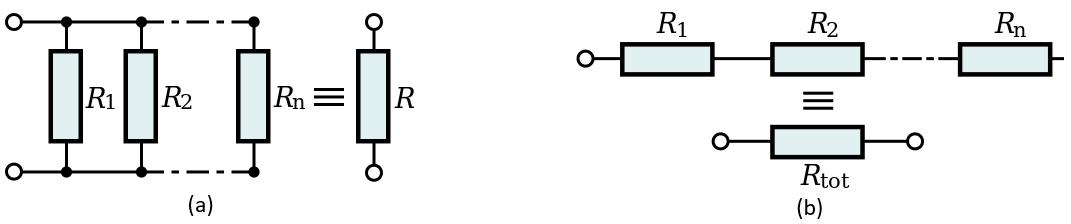 R1 R2 Rn ≡ R
(a)
R1 R2 Rn
≡
Rtot
(b)